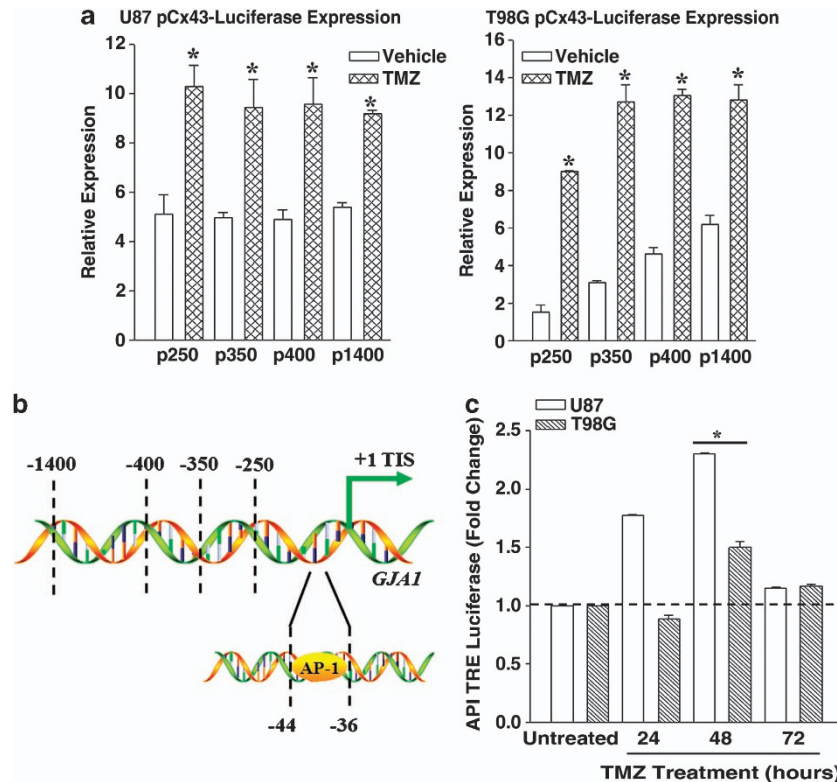 a
U87 pCx43-Luciferase Expression
12
10
8
6
4
2
0
Relative Expression
Vehicle
TMZ
* * * *
p250 p350 p400 p1400
T98G pCx43-Luciferase Expression
16
14
12
10
8
6
4
2
0
Relative Expression
Vehicle
TMZ
* * * *
p250 p350 p400 p1400
b
-1400 -400 -350 -250 +1 TIS
GJA1
AP-1
-44 -36
c
U87
T98G
2.5
2.0
1.5
1.0
0.5
0.0
API TRE Luciferase (Fold Change)
*
Untreated 24 48 72
TMZ Treatment (hours)